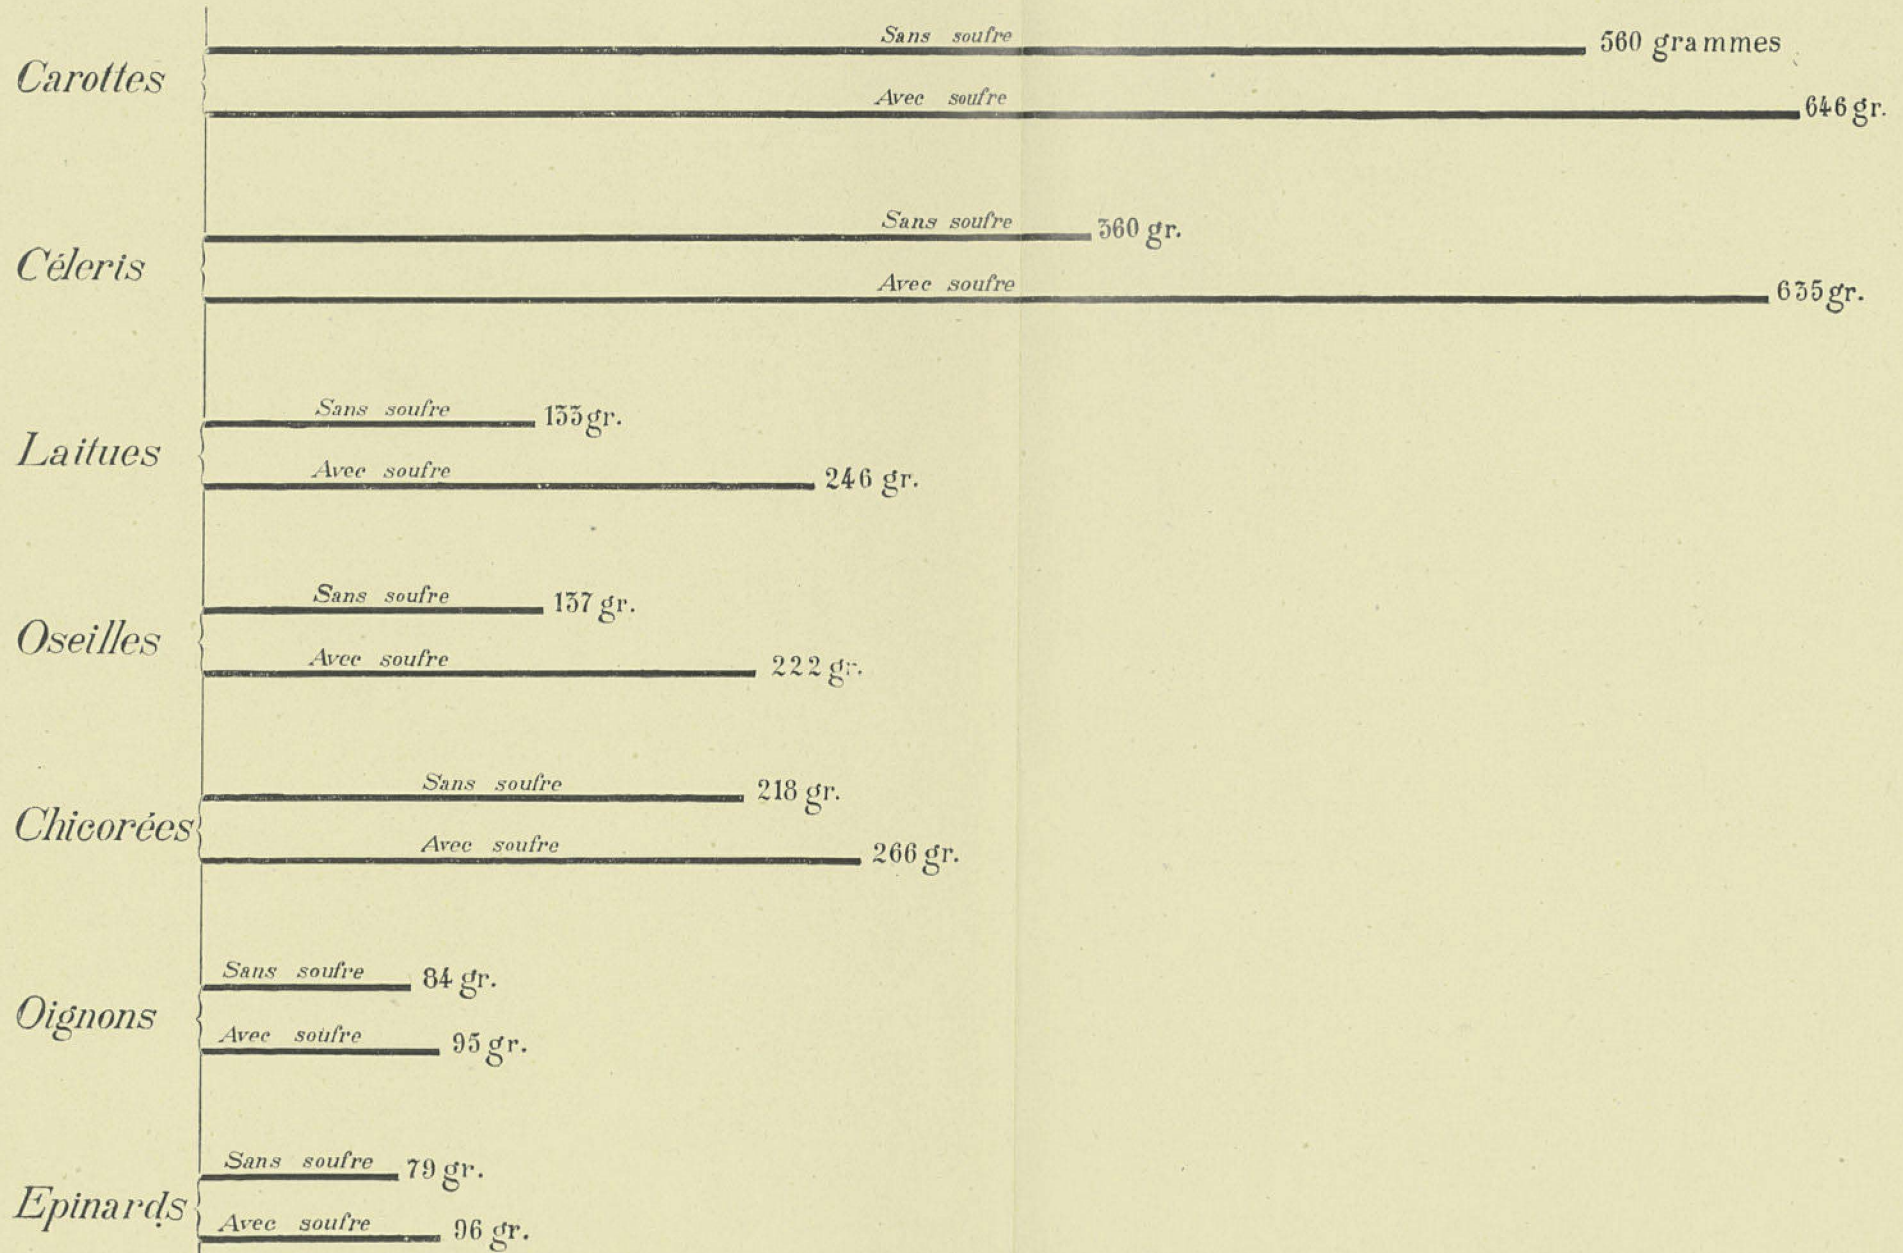 Sans soufre 560 grammes
Carottes
Avec soufre 646 gr.
Sans soufre 360 gr.
Céleris
Avec soufre 635 gr.
Sans soufre 133 gr.
Laitues
Avec soufre 246 gr.
Sans soufre 137 gr.
Oseilles
Avec soufre 222 gr.
Sans soufre 218 gr.
Chicorées
Avec soufre 266 gr.
Sans soufre 84 gr.
Oignons
Avec soufre 95 gr.
Sans soufre 79 gr.
Epinards
Avec soufre 96 gr.